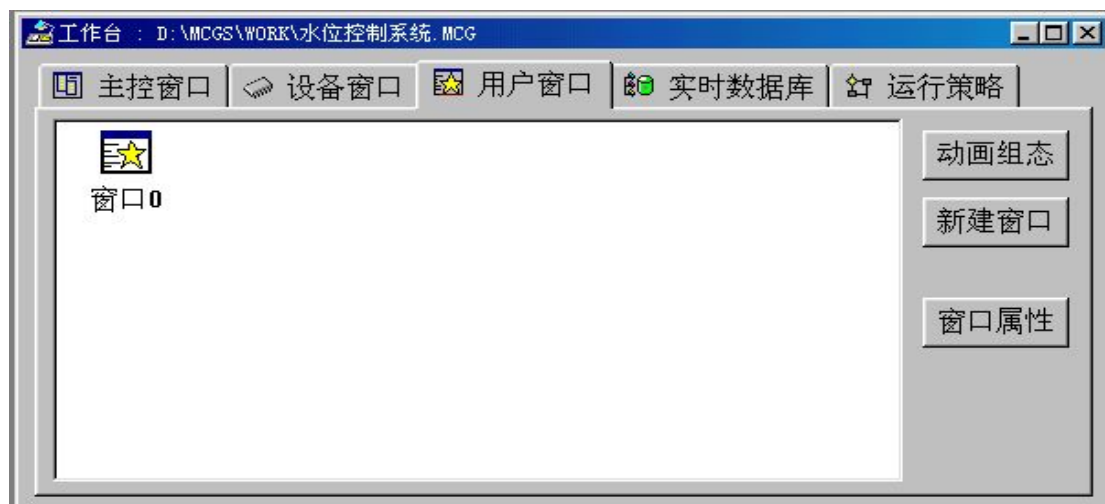 工作台 : D:\MCGS\WORK\水位控制系统.MCG
主控窗口 设备窗口 用户窗口 实时数据库 运行策略
窗口0
动画组态
新建窗口
窗口属性